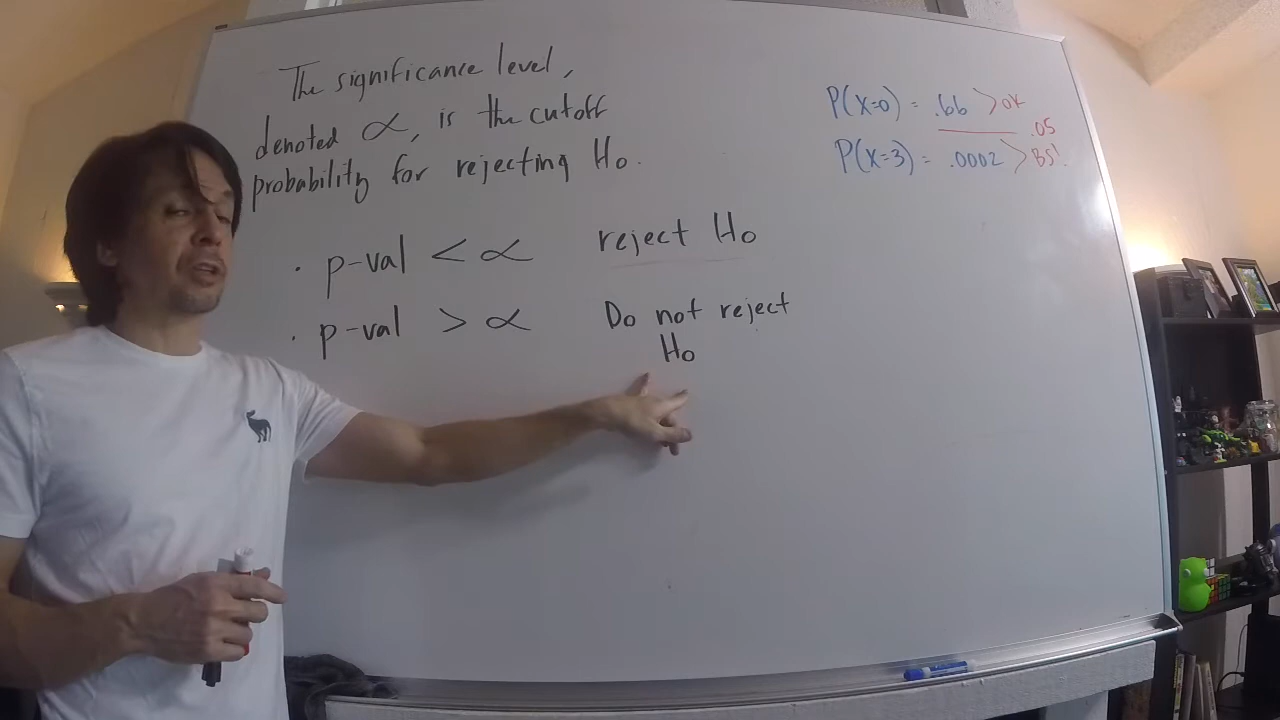 The significance level,
denoted α, is the cutoff
probability for rejecting H₀.
· p-val < α reject H₀
· p-val > α Do not reject
H₀
P(X=0) = .66 > OK
.05
P(X=3) = .0002 > BS!